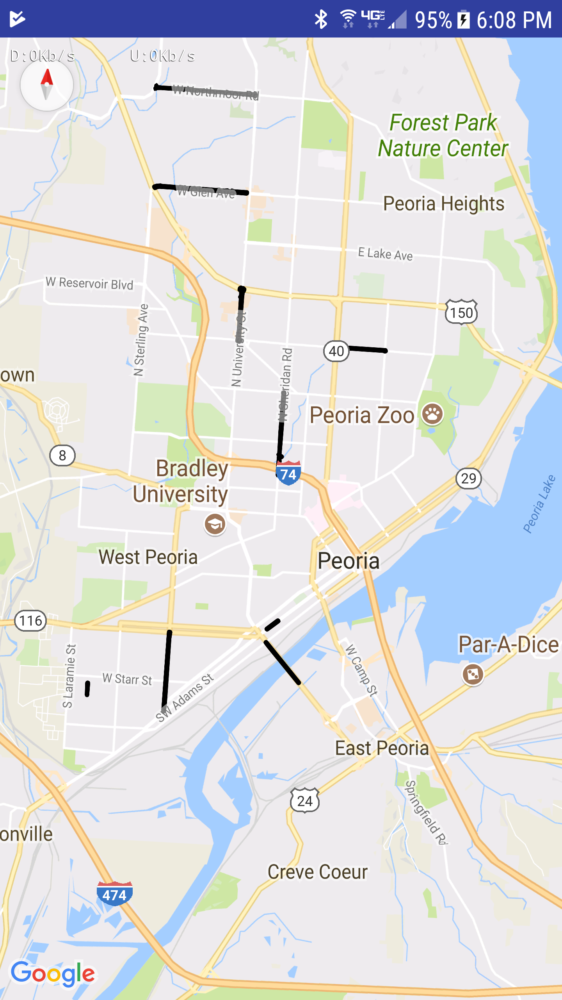 4G LTE 95% 6:08 PM
D:0Kb/s U:0Kb/s
W Northmoor Rd
Forest Park
Nature Center
W Glen Ave
Peoria Heights
E Lake Ave
W Reservoir Blvd
150
N Sterling Ave
N University St
40
N Sheridan Rd
own
Peoria Zoo
8
Bradley
University
74
29
Peoria Lake
West Peoria
Peoria
116
Par-A-Dice
W Camp St
S Laramie St
W Starr St
SW Adams St
East Peoria
24
Springfield Rd
onville
Creve Coeur
474
Google